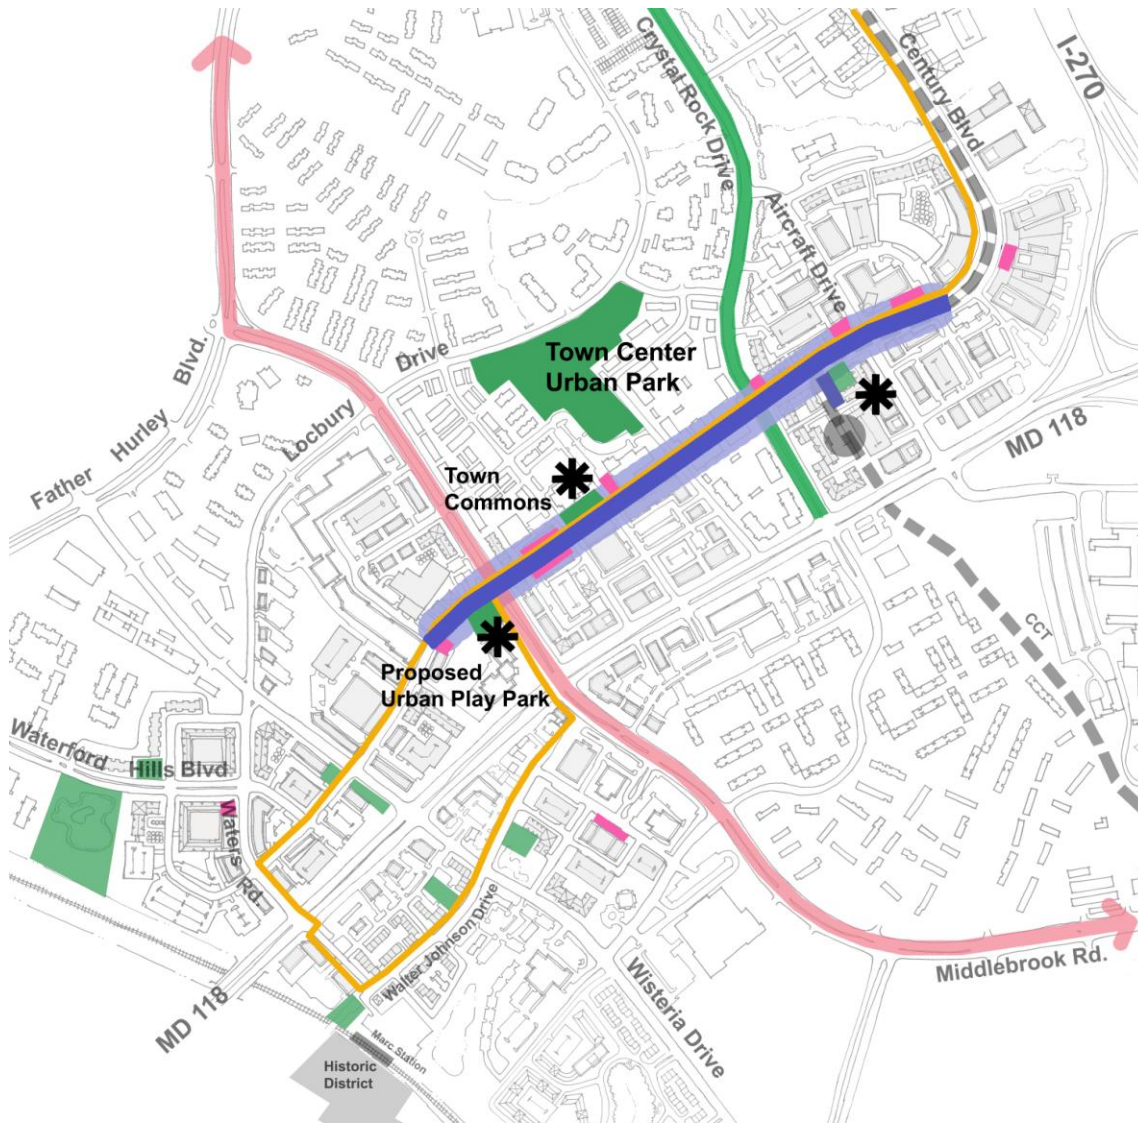 Crystal Rock Drive
Century Blvd
I-270
Aircraft Drive
Blvd.
Hurley
Father
Drive
Locbury
Town Center
Urban Park
MD 118
Town
Commons
CCT
Proposed
Urban Play Park
Waterford
Hills Blvd
Waters
Rd.
Walter Johnson Drive
Middlebrook Rd.
Wisteria Drive
MD 118
Marc Station
Historic
District